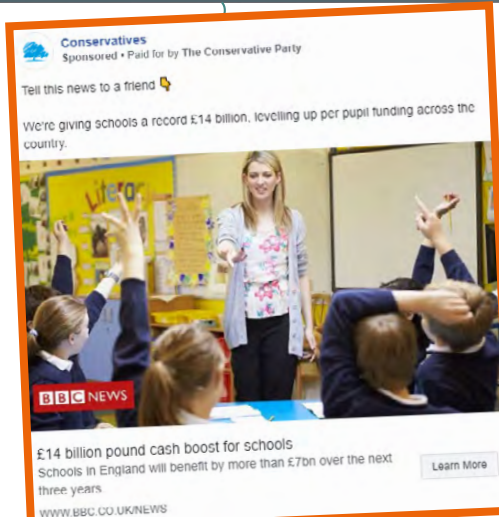 Conservatives
Sponsored • Paid for by The Conservative Party
Tell this news to a friend 👇
We're giving schools a record £14 billion, levelling up per pupil funding across the
country.
Literacy
BBC NEWS
£14 billion pound cash boost for schools
Schools in England will benefit by more than £7bn over the next
three years
Learn More
WWW.BBC.CO.UK/NEWS